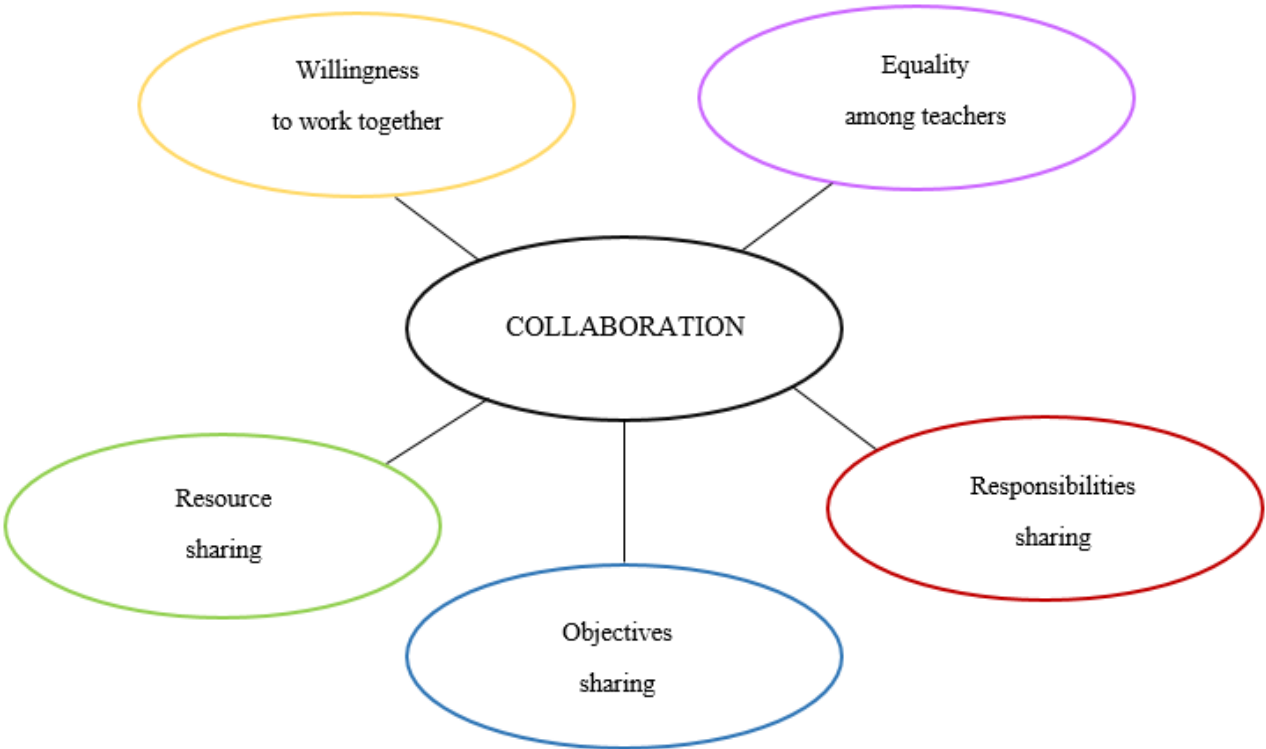 Willingness
to work together
Equality
among teachers
COLLABORATION
Resource
sharing
Responsibilities
sharing
Objectives
sharing